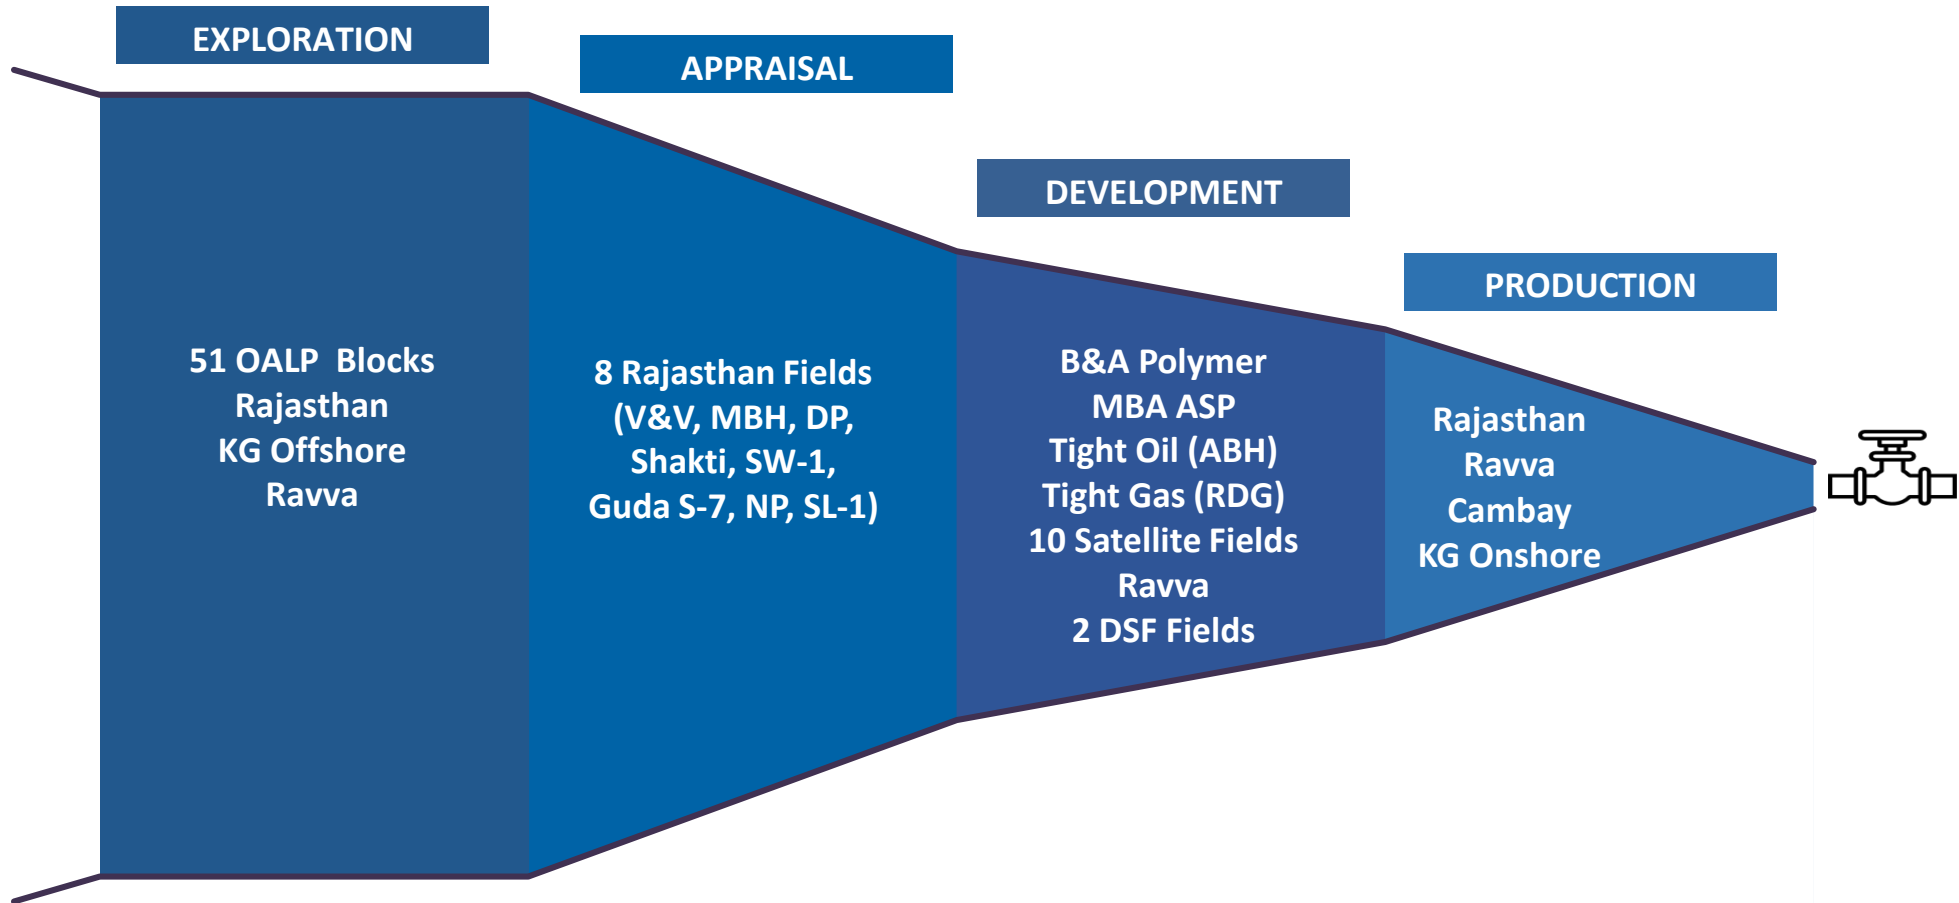 EXPLORATION
51 OALP Blocks
Rajasthan
KG Offshore
Ravva
APPRAISAL
8 Rajasthan Fields
(V&V, MBH, DP,
Shakti, SW-1,
Guda S-7, NP, SL-1)
DEVELOPMENT
B&A Polymer
MBA ASP
Tight Oil (ABH)
Tight Gas (RDG)
10 Satellite Fields
Ravva
2 DSF Fields
PRODUCTION
Rajasthan
Ravva
Cambay
KG Onshore